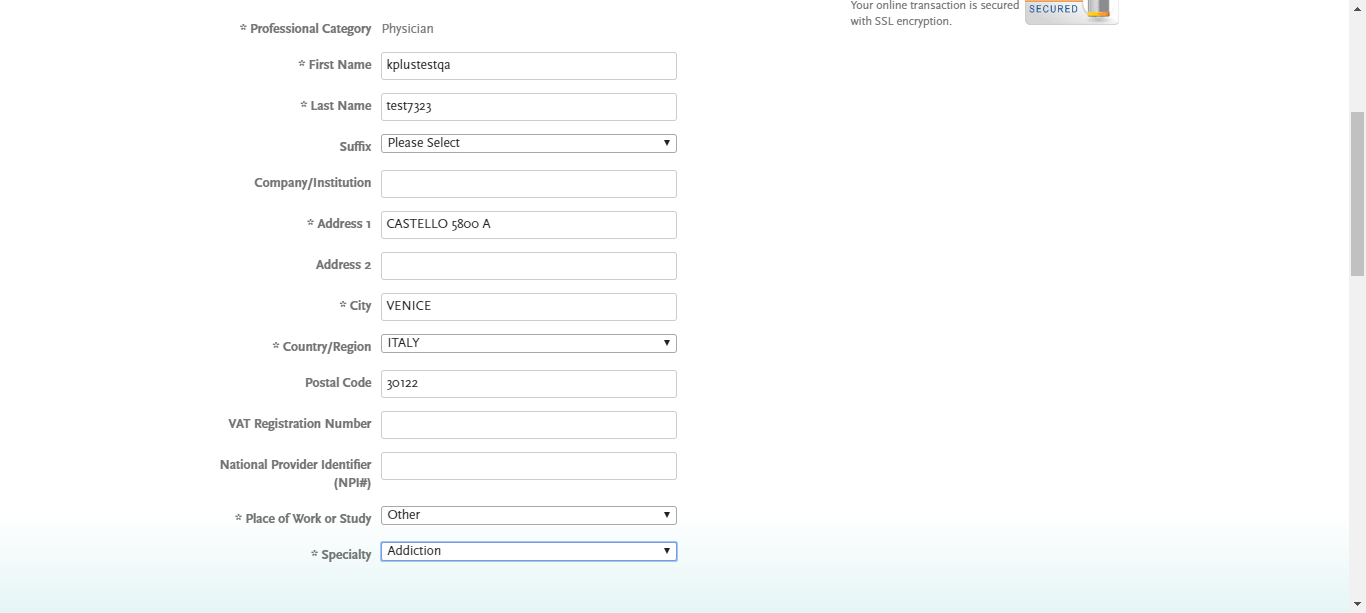 Your online transaction is secured
with SSL encryption.
SECURED
* Professional Category Physician
* First Name kplustestqa
* Last Name test7323
Suffix Please Select
Company/Institution
* Address 1 CASTELLO 5800 A
Address 2
* City VENICE
* Country/Region ITALY
Postal Code 30122
VAT Registration Number
National Provider Identifier
(NPI#)
* Place of Work or Study Other
* Specialty Addiction